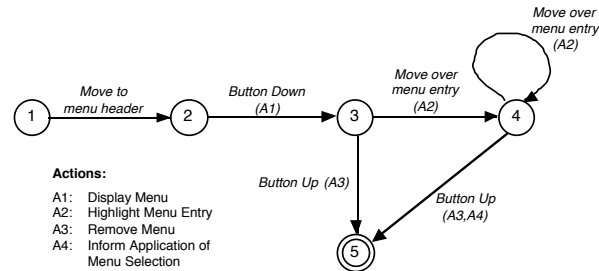 Move over
menu entry
(A2)
Move to
menu header
Button Down
(A1)
Move over
menu entry
(A2)
1
2
3
4
Button Up (A3)
Button Up
(A3,A4)
5
Actions:
A1: Display Menu
A2: Highlight Menu Entry
A3: Remove Menu
A4: Inform Application of
Menu Selection